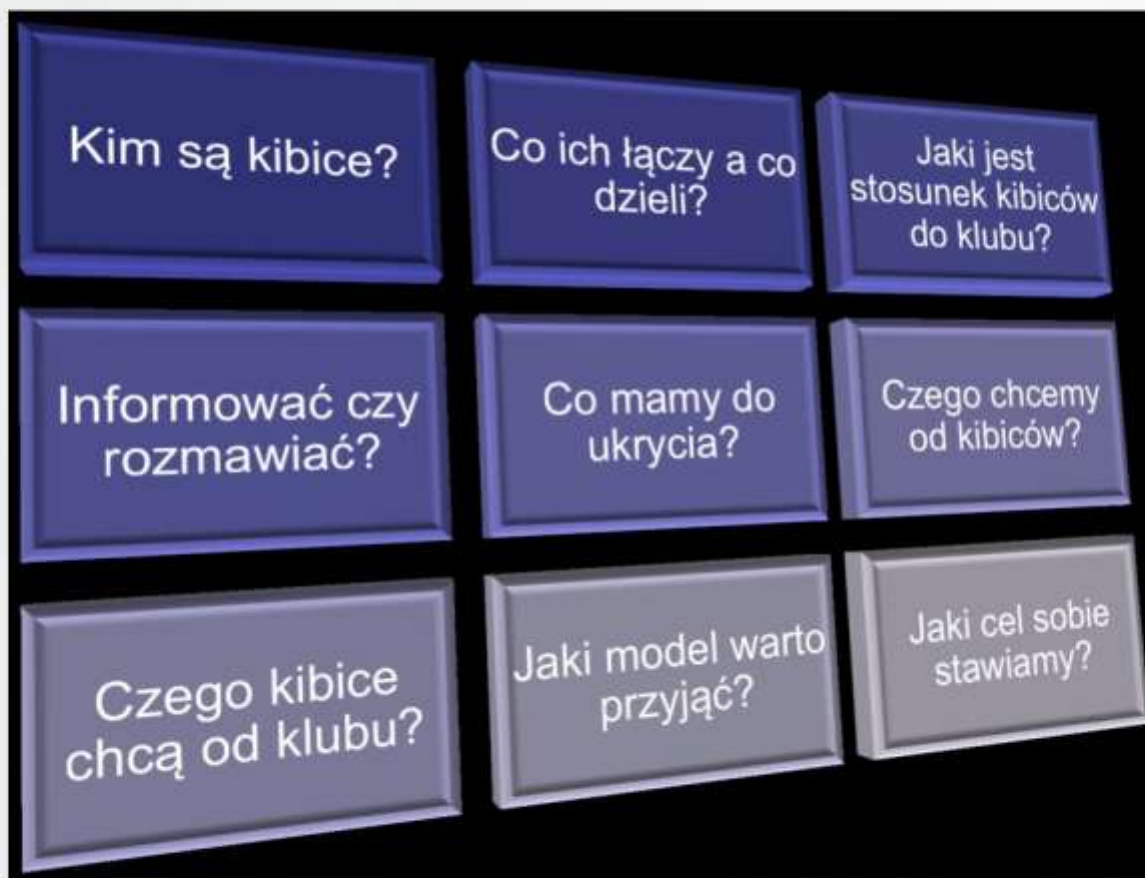 Kim są kibice?
Co ich łączy a co
dzieli?
Jaki jest
stosunek kibiców
do klubu?
Informować czy
rozmawiać?
Co mamy do
ukrycia?
Czego chcemy
od kibiców?
Czego kibice
chcą od klubu?
Jaki model warto
przyjąć?
Jaki cel sobie
stawiamy?